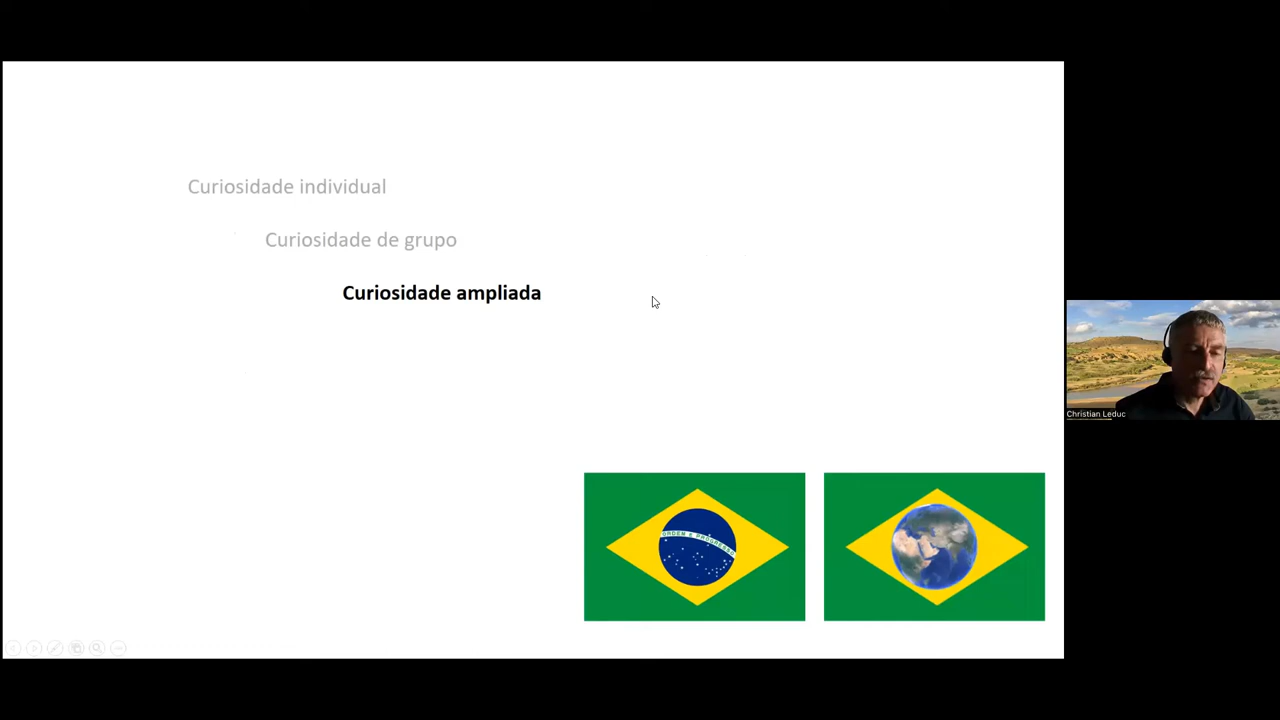 Curiosidade individual
Curiosidade de grupo
Curiosidade ampliada
Christian Leduc
ORDEM E PROGRESSO